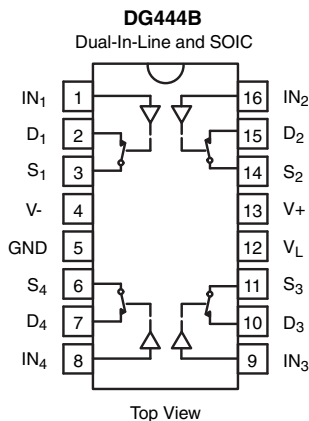 DG444B
Dual-In-Line and SOIC
IN1 1 16 IN2
D1 2 15 D2
S1 3 14 S2
V- 4 13 V+
GND 5 12 VL
S4 6 11 S3
D4 7 10 D3
IN4 8 9 IN3
Top View